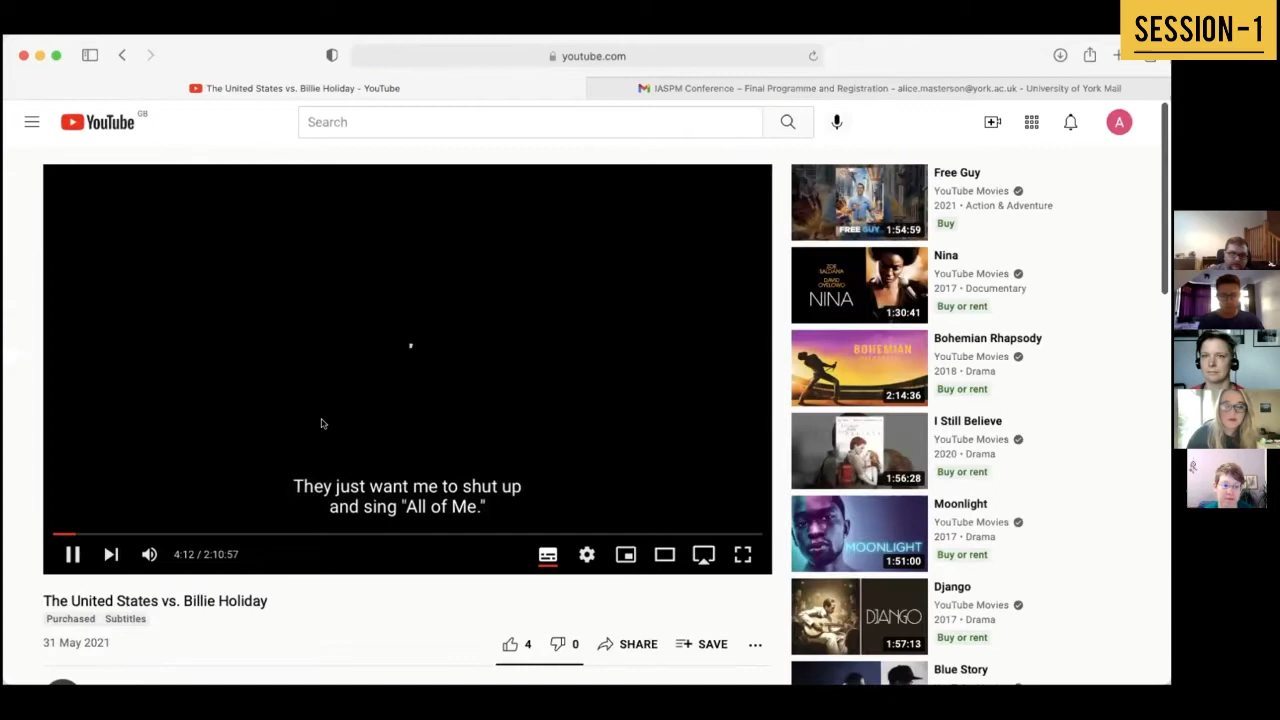 SESSION-1
youtube.com
The United States vs. Billie Holiday - YouTube
IASPM Conference – Final Programme and Registration - alice.masterson@york.ac.uk - University of York Mail
YouTube GB
Search
A
They just want me to shut up
and sing "All of Me."
4:12 / 2:10:57
The United States vs. Billie Holiday
Purchased Subtitles
31 May 2021
4 0 SHARE SAVE
FREE GUY
1:54:59
Free Guy
YouTube Movies
2021 • Action & Adventure
Buy
ZOE
SALDANA
DAVID
OYELOWO
NINA
1:30:41
Nina
YouTube Movies
2017 • Documentary
Buy or rent
BOHEMIAN
2:14:36
Bohemian Rhapsody
YouTube Movies
2018 • Drama
Buy or rent
1:56:28
I Still Believe
YouTube Movies
2020 • Drama
Buy or rent
MOONLIGHT
1:51:00
Moonlight
YouTube Movies
2017 • Drama
Buy or rent
DJANGO
1:57:13
Django
YouTube Movies
2017 • Drama
Buy or rent
Blue Story